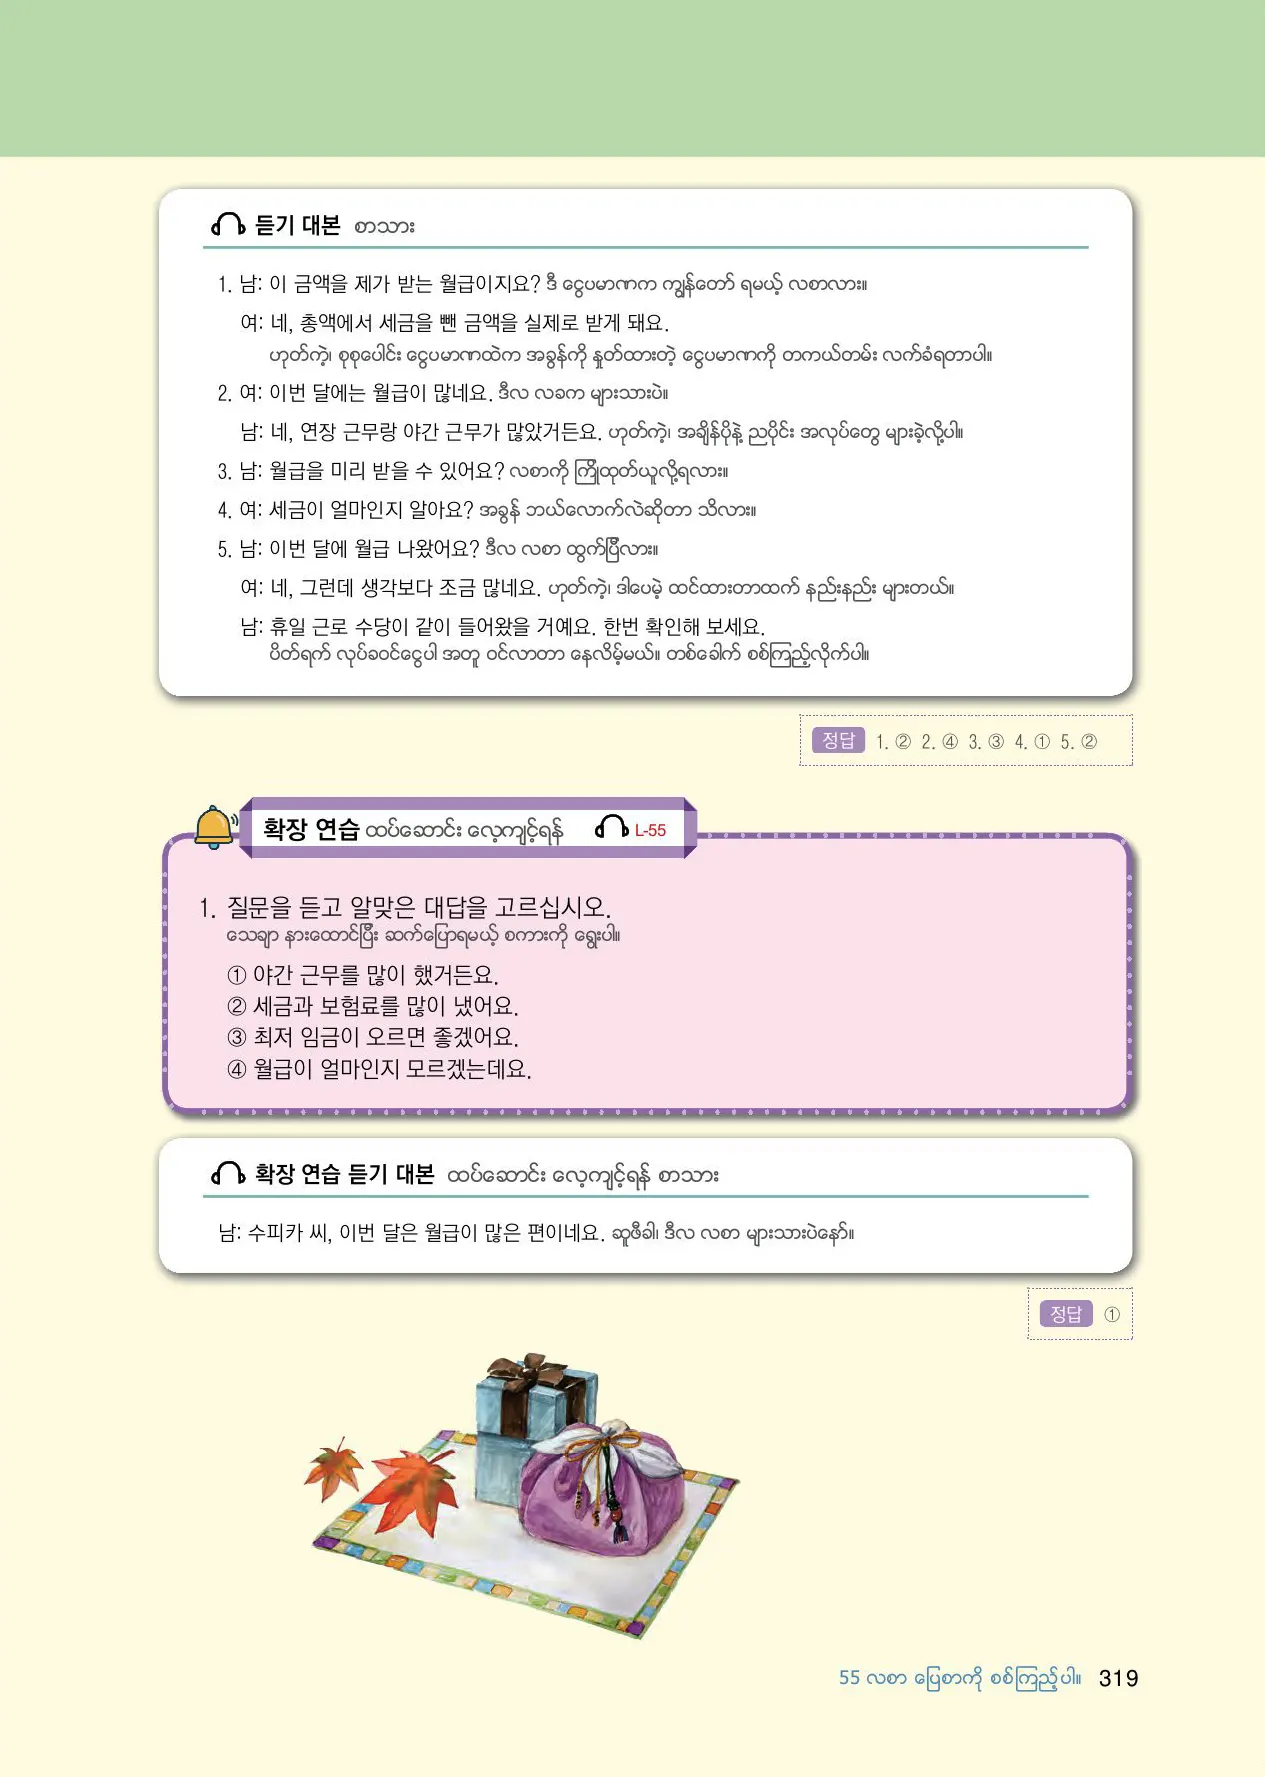 듣기 대본 စာသား
1. 남: 이 금액을 제가 받는 월급이지요? ဒီ ငွေပမာဏက ကျွန်တော် ရမယ့် လစာလား။
여: 네, 총액에서 세금을 뺀 금액을 실제로 받게 돼요.
ဟုတ်ကဲ့၊ စုစုပေါင်း ငွေပမာဏထဲက အခွန်ကို နှုတ်ထားတဲ့ ငွေပမာဏကို တကယ်တမ်း လက်ခံရတာပါ။
2. 여: 이번 달에는 월급이 많네요. ဒီလ လခက များသားပဲ။
남: 네, 연장 근무랑 야간 근무가 많았거든요. ဟုတ်ကဲ့၊ အချိန်ပိုနဲ့ ညပိုင်း အလုပ်တွေ များခဲ့လို့ပါ။
3. 남: 월급을 미리 받을 수 있어요? လစာကို ကြိုထုတ်ယူလို့ရလား။
4. 여: 세금이 얼마인지 알아요? အခွန် ဘယ်လောက်လဲဆိုတာ သိလား။
5. 남: 이번 달에 월급 나왔어요? ဒီလ လစာ ထွက်ပြီလား။
여: 네, 그런데 생각보다 조금 많네요. ဟုတ်ကဲ့၊ ဒါပေမဲ့ ထင်ထားတာထက် နည်းနည်း များတယ်။
남: 휴일 근로 수당이 같이 들어왔을 거예요. 한번 확인해 보세요.
ပိတ်ရက် လုပ်ခဝင်ငွေပါ အတူ ဝင်လာတာ နေလိမ့်မယ်။ တစ်ခေါက် စစ်ကြည့်လိုက်ပါ။
정답 1. ② 2. ④ 3. ③ 4. ① 5. ②
확장 연습 ထပ်ဆောင်း လေ့ကျင့်ရန် L-55
1. 질문을 듣고 알맞은 대답을 고르십시오.
သေချာ နားထောင်ပြီး ဆက်ပြောရမယ့် စကားကို ရွေးပါ။
① 야간 근무를 많이 했거든요.
② 세금과 보험료를 많이 냈어요.
③ 최저 임금이 오르면 좋겠어요.
④ 월급이 얼마인지 모르겠는데요.
확장 연습 듣기 대본 ထပ်ဆောင်း လေ့ကျင့်ရန် စာသား
남: 수피카 씨, 이번 달은 월급이 많은 편이네요. ဆူဖီခါ၊ ဒီလ လစာ များသားပဲနော်။
정답 ①
55 လစာ ပြေစာကို စစ်ကြည့်ပါ။ 319